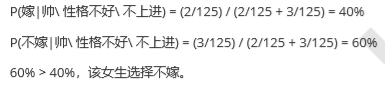 P(嫁|帅\ 性格不好\ 不上进) = (2/125) / (2/125 + 3/125) = 40%
P(不嫁|帅\ 性格不好\ 不上进) = (3/125) / (2/125 + 3/125) = 60%
60% > 40%，该女生选择不嫁。